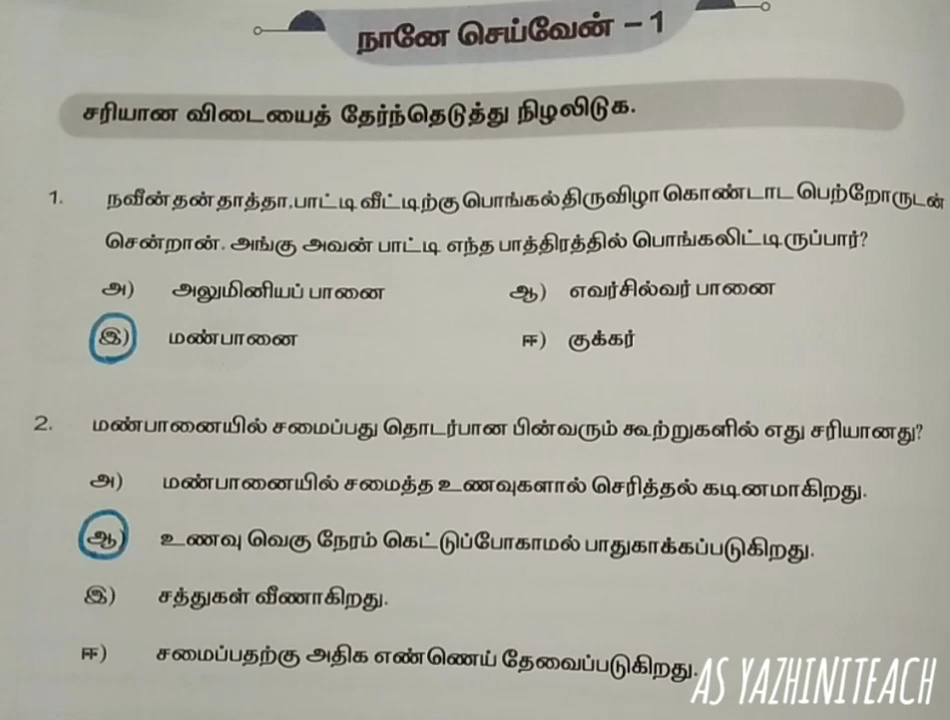 நானே செய்வேன் – 1
சரியான விடையைத் தேர்ந்தெடுத்து நிழலிடுக.
1. நவீன் தன் தாத்தா,பாட்டி வீட்டிற்கு பொங்கல் திருவிழா கொண்டாட பெற்றோருடன்
சென்றான். அங்கு அவன் பாட்டி எந்த பாத்திரத்தில் பொங்கலிட்டிருப்பார்?
அ) அலுமினியப் பானை ஆ) எவர்சில்வர் பானை
இ) மண்பானை ஈ) குக்கர்
2. மண்பானையில் சமைப்பது தொடர்பான பின்வரும் கூற்றுகளில் எது சரியானது?
அ) மண்பானையில் சமைத்த உணவுகளால் செரித்தல் கடினமாகிறது.
ஆ) உணவு வெகு நேரம் கெட்டுப்போகாமல் பாதுகாக்கப்படுகிறது.
இ) சத்துகள் வீணாகிறது.
ஈ) சமைப்பதற்கு அதிக எண்ணெய் தேவைப்படுகிறது.
AS YAZHINITEACH